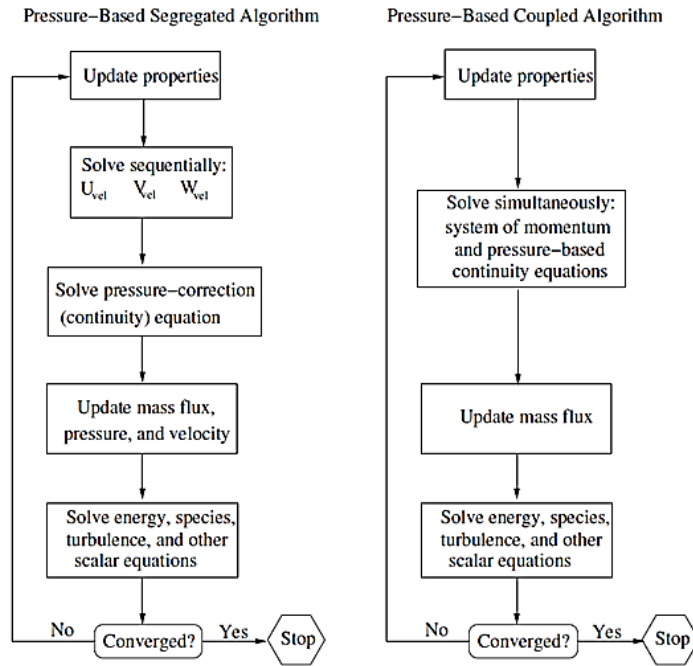 Pressure−Based Segregated Algorithm
Update properties
Solve sequentially:
Uvel Vvel Wvel
Solve pressure−correction
(continuity) equation
Update mass flux,
pressure, and velocity
Solve energy, species,
turbulence, and other
scalar equations
No
Converged?
Yes
Stop
Pressure−Based Coupled Algorithm
Update properties
Solve simultaneously:
system of momentum
and pressure−based
continuity equations
Update mass flux
Solve energy, species,
turbulence, and other
scalar equations
No
Converged?
Yes
Stop